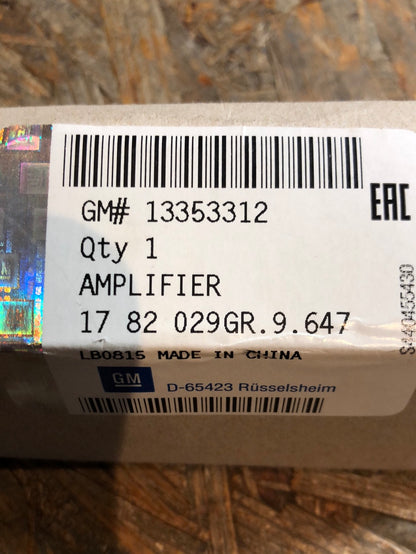 GM# 13353312
EAC
Qty 1
AMPLIFIER
17 82 029GR.9.647
S440455430
LB0815 MADE IN CHINA
GM
D-65423 Rüsselsheim